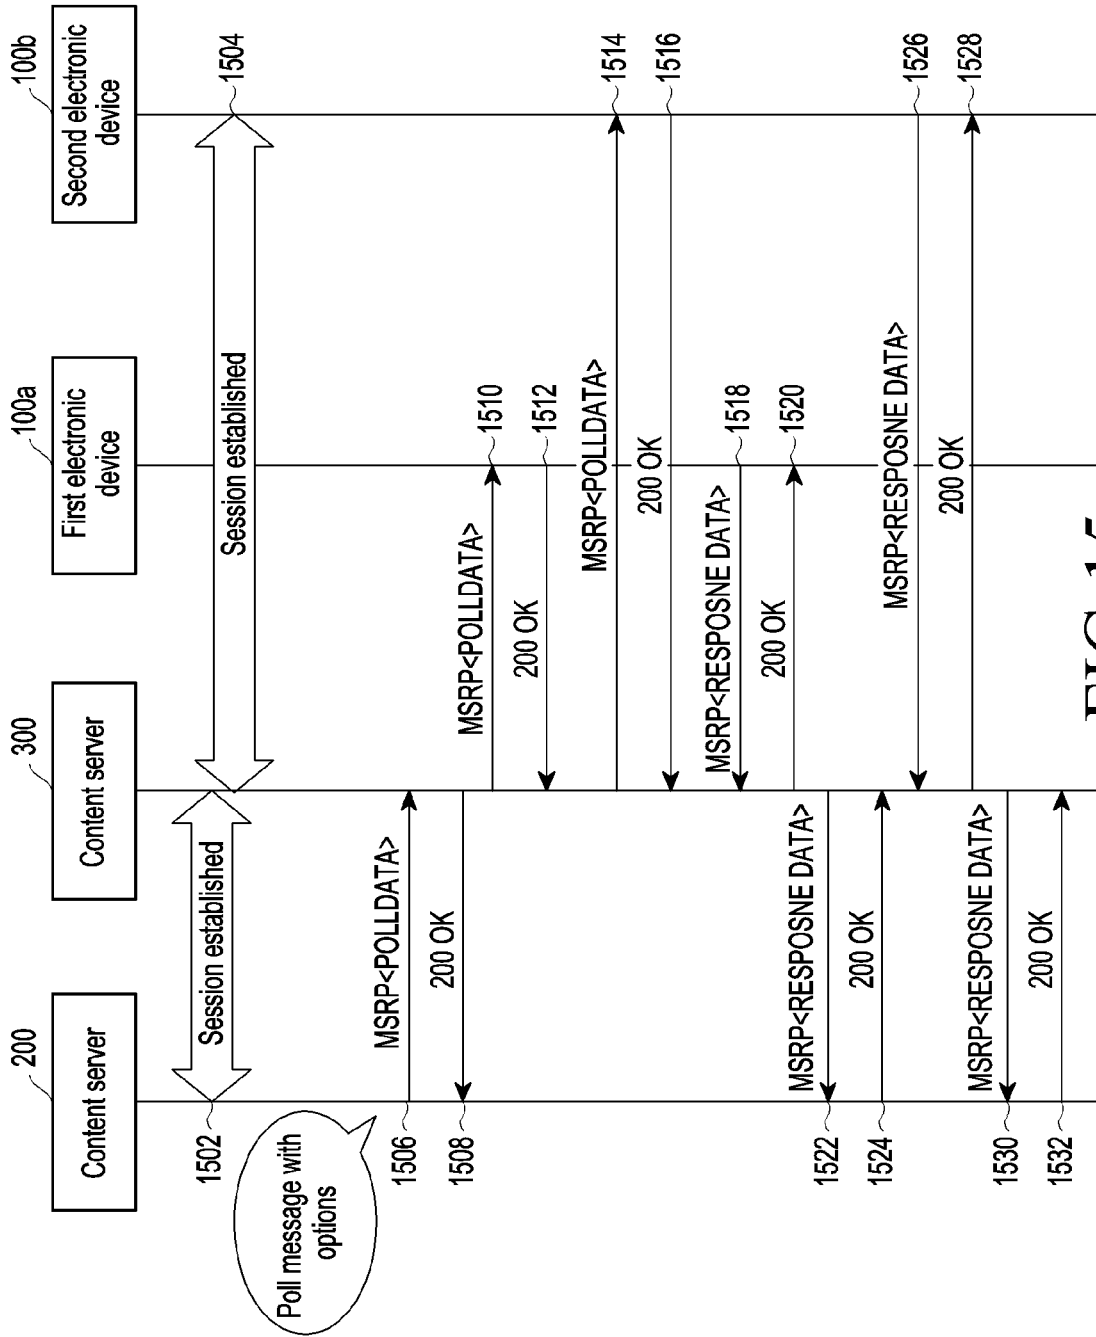 200
300
100a
100b
Content server
Content server
First electronic
device
Second electronic
device
1502
Session established
Session established
1504
Poll message with
options
1506
MSRP<POLLDATA>
1508
200 OK
MSRP<POLLDATA>
1510
200 OK
1512
MSRP<POLLDATA>
1514
200 OK
1516
MSRP<RESPOSNE DATA>
1518
200 OK
1520
1522
MSRP<RESPOSNE DATA>
1524
200 OK
MSRP<RESPOSNE DATA>
1526
200 OK
1528
1530
MSRP<RESPOSNE DATA>
1532
200 OK